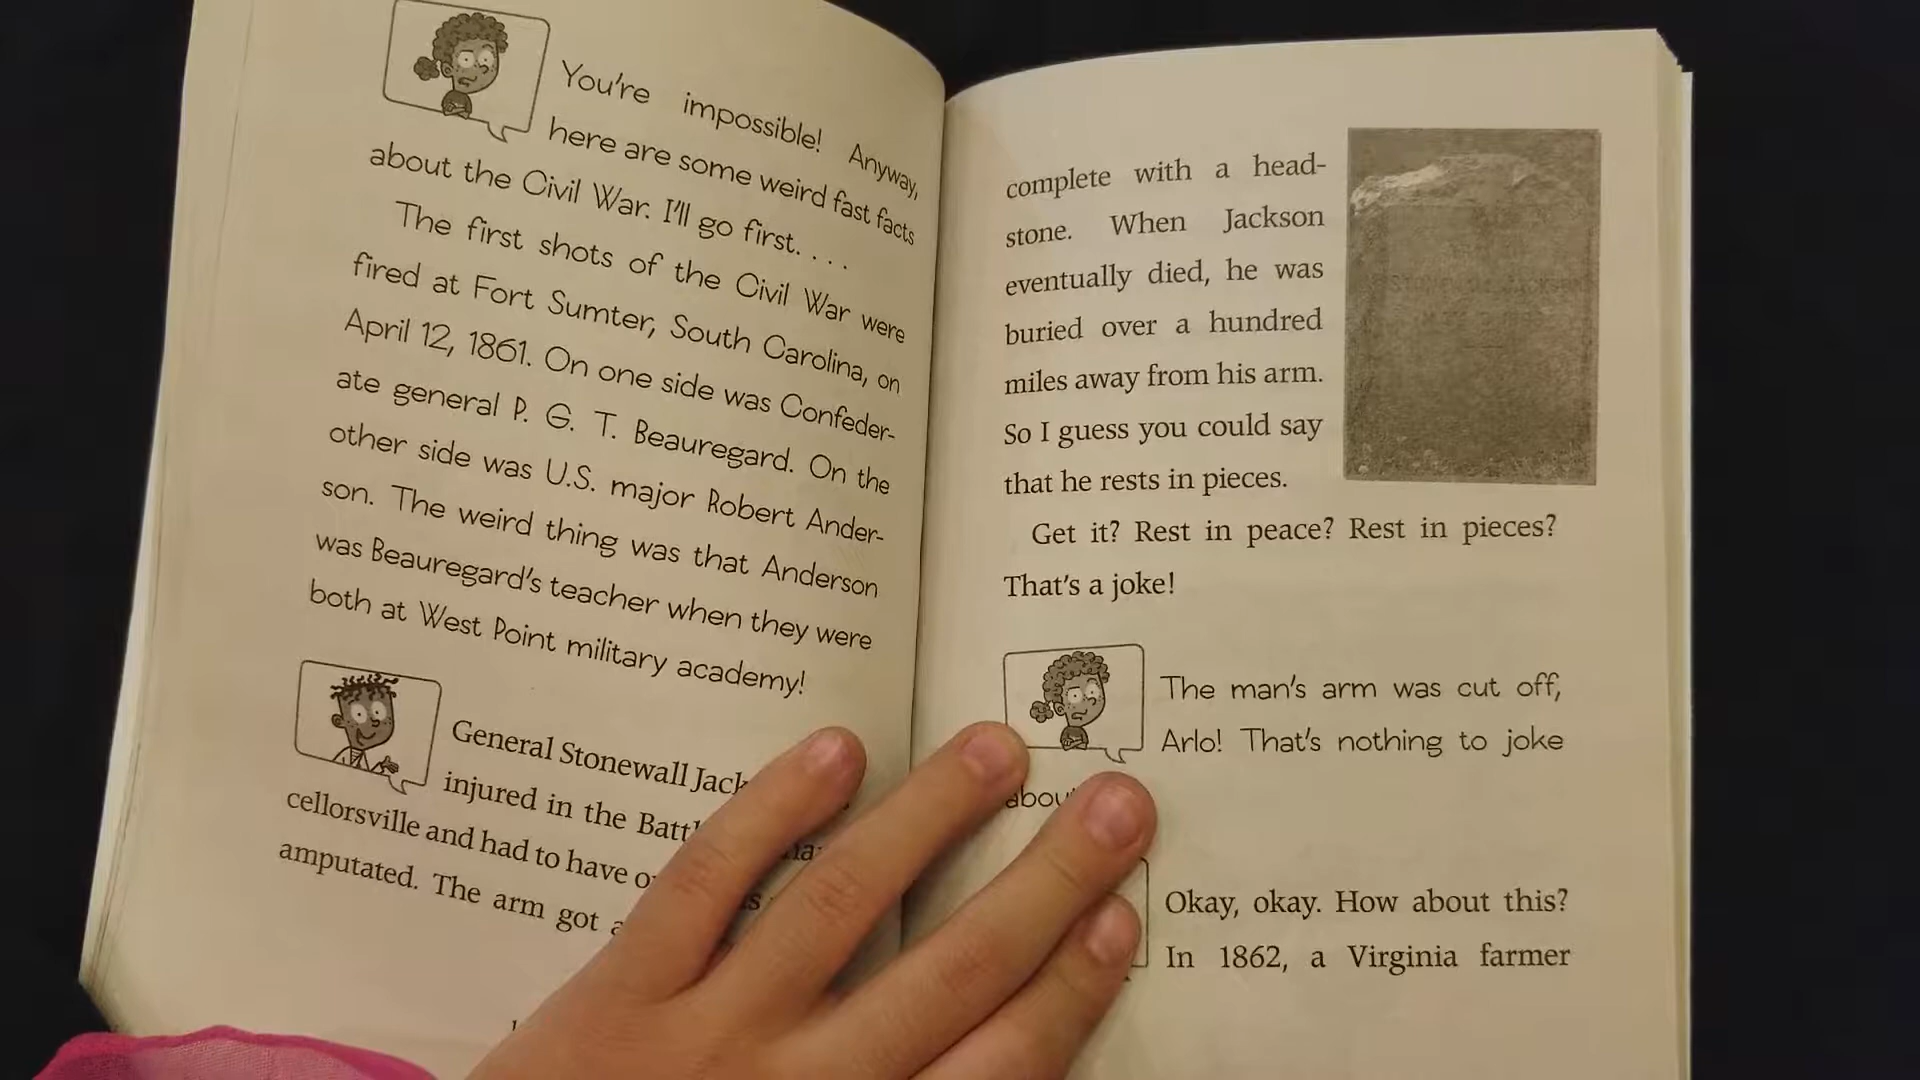 You're impossible! Anyway,
here are some weird fast facts
about the Civil War. I'll go first. . . .
The first shots of the Civil War were
fired at Fort Sumter, South Carolina, on
April 12, 1861. On one side was Confeder-
ate general P. G. T. Beauregard. On the
other side was U.S. major Robert Ander-
son. The weird thing was that Anderson
was Beauregard's teacher when they were
both at West Point military academy!
General Stonewall
injured in the
cellorsville and had to have
amputated. The arm got
complete with a head-
stone. When Jackson
eventually died, he was
buried over a hundred
miles away from his arm.
So I guess you could say
that he rests in pieces.
STONEWALL JACKSON
Get it? Rest in peace? Rest in pieces?
That's a joke!
The man's arm was cut off,
Arlo! That's nothing to joke
Okay, okay. How about this?
In 1862, a Virginia farmer